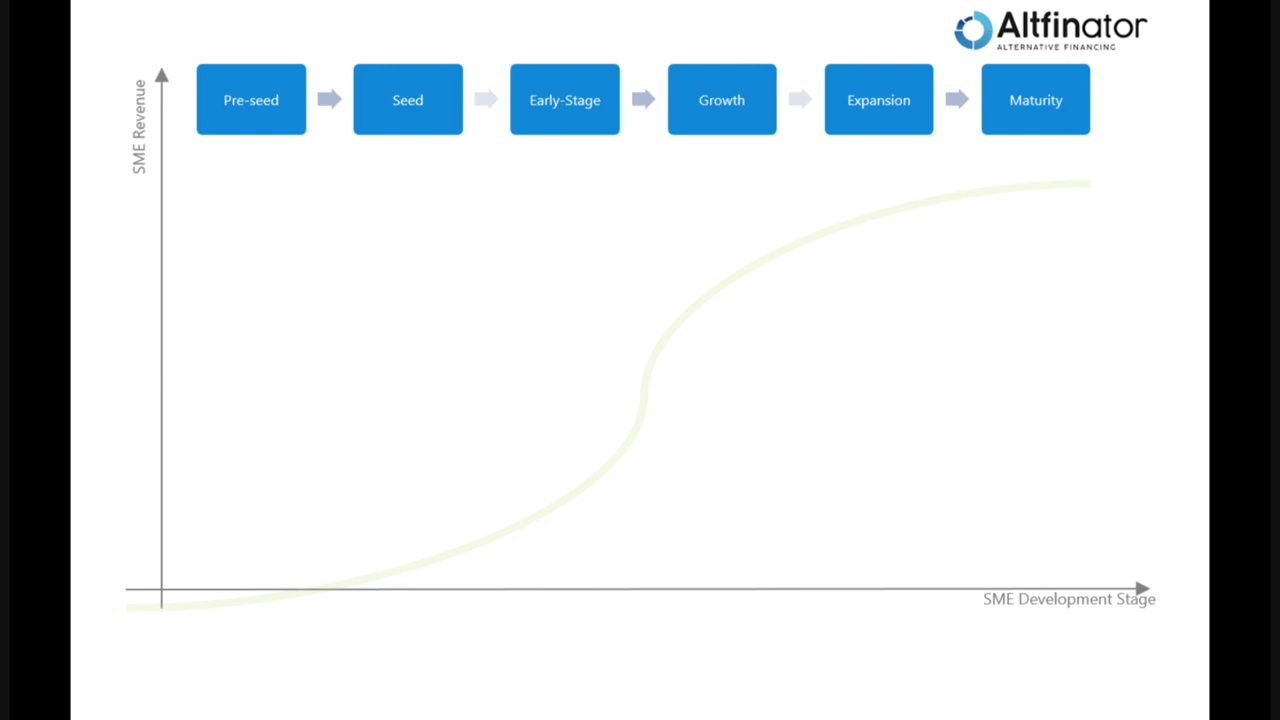 Altfinator
ALTERNATIVE FINANCING
SME Revenue
Pre-seed
Seed
Early-Stage
Growth
Expansion
Maturity
SME Development Stage